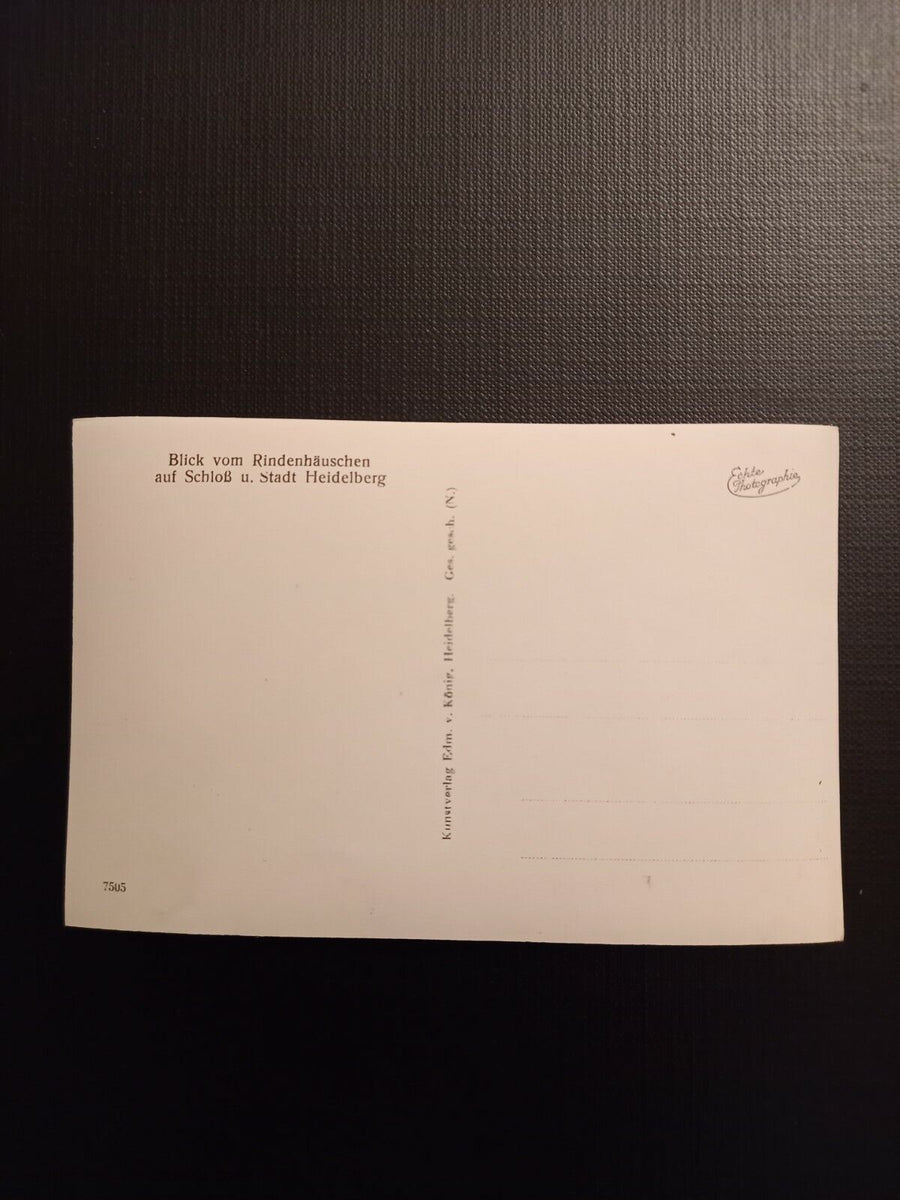 Blick vom Rindenhäuschen
auf Schloß u. Stadt Heidelberg
Echte
Photographie
Kunstverlag Edm. v. König, Heidelberg. Ges. gesch. (N.)
7505